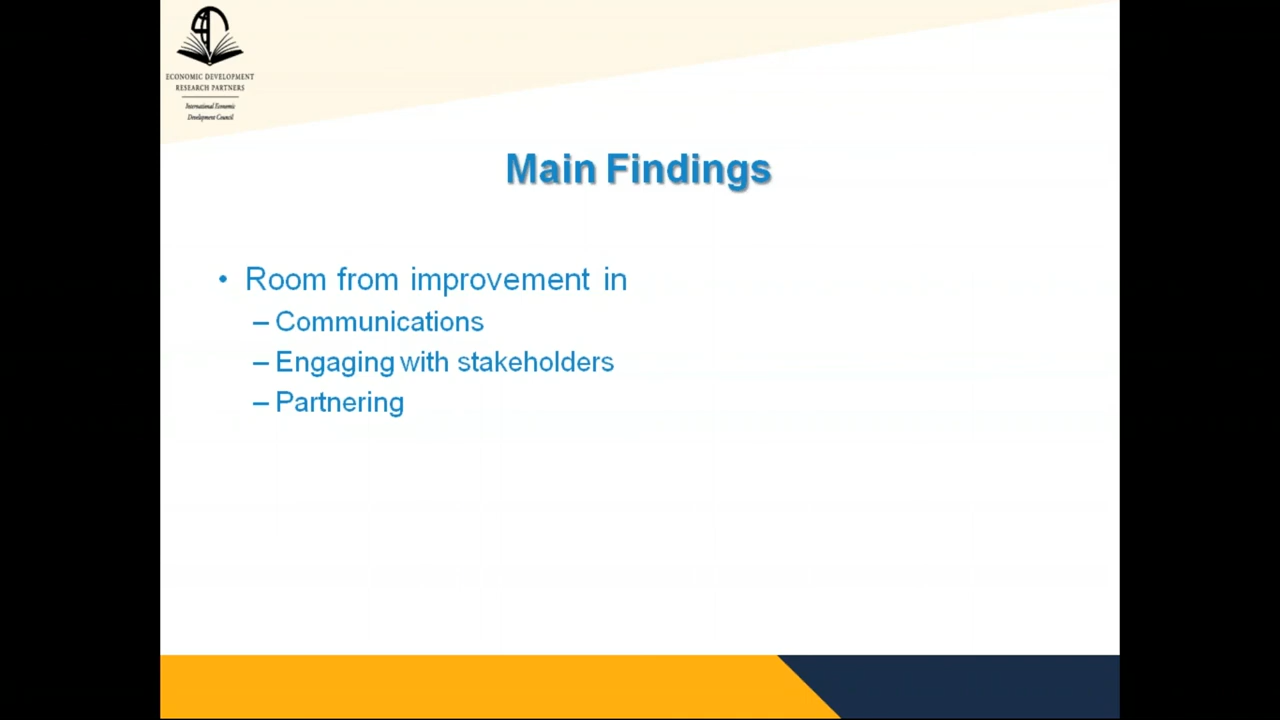 ECONOMIC DEVELOPMENT
RESEARCH PARTNERS
International Economic
Development Council
Main Findings
• Room from improvement in
– Communications
– Engaging with stakeholders
– Partnering